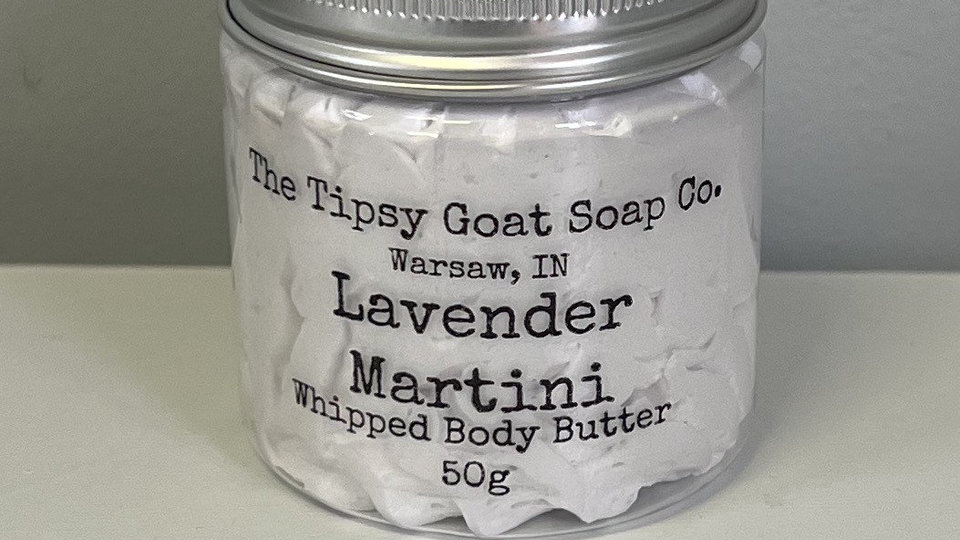 The Tipsy Goat Soap Co.
Warsaw, IN
Lavender
Martini
Whipped Body Butter
50g